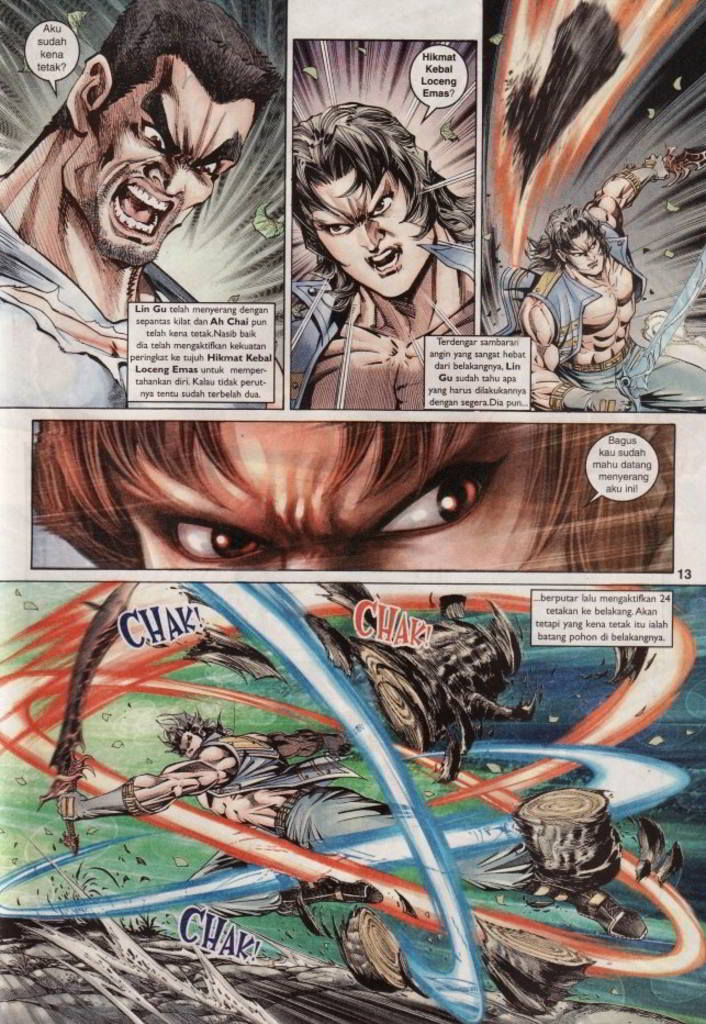 Aku
sudah
kena
tetak?
Lin Gu telah menyerang dengan
sepantas kilat dan Ah Chai pun
telah kena tetak.Nasib baik
dia telah mengaktifkan kekuatan
peringkat ke tujuh Hikmat Kebal
Loceng Emas untuk memper-
tahankan diri. Kalau tidak perut-
nya tentu sudah terbelah dua.
Hikmat
Kebal
Loceng
Emas?
Terdengar sambaran
angin yang sangat hebat
dari belakangnya, Lin
Gu sudah tahu apa
yang harus dilakukannya
dengan segera.Dia pun...
Bagus
kau sudah
mahu datang
menyerang
aku ini!
13
...berputar lalu mengaktifkan 24
tetakan ke belakang. Akan
tetapi yang kena tetak itu ialah
batang pohon di belakangnya.
CHAK!
CHAK!
CHAK!